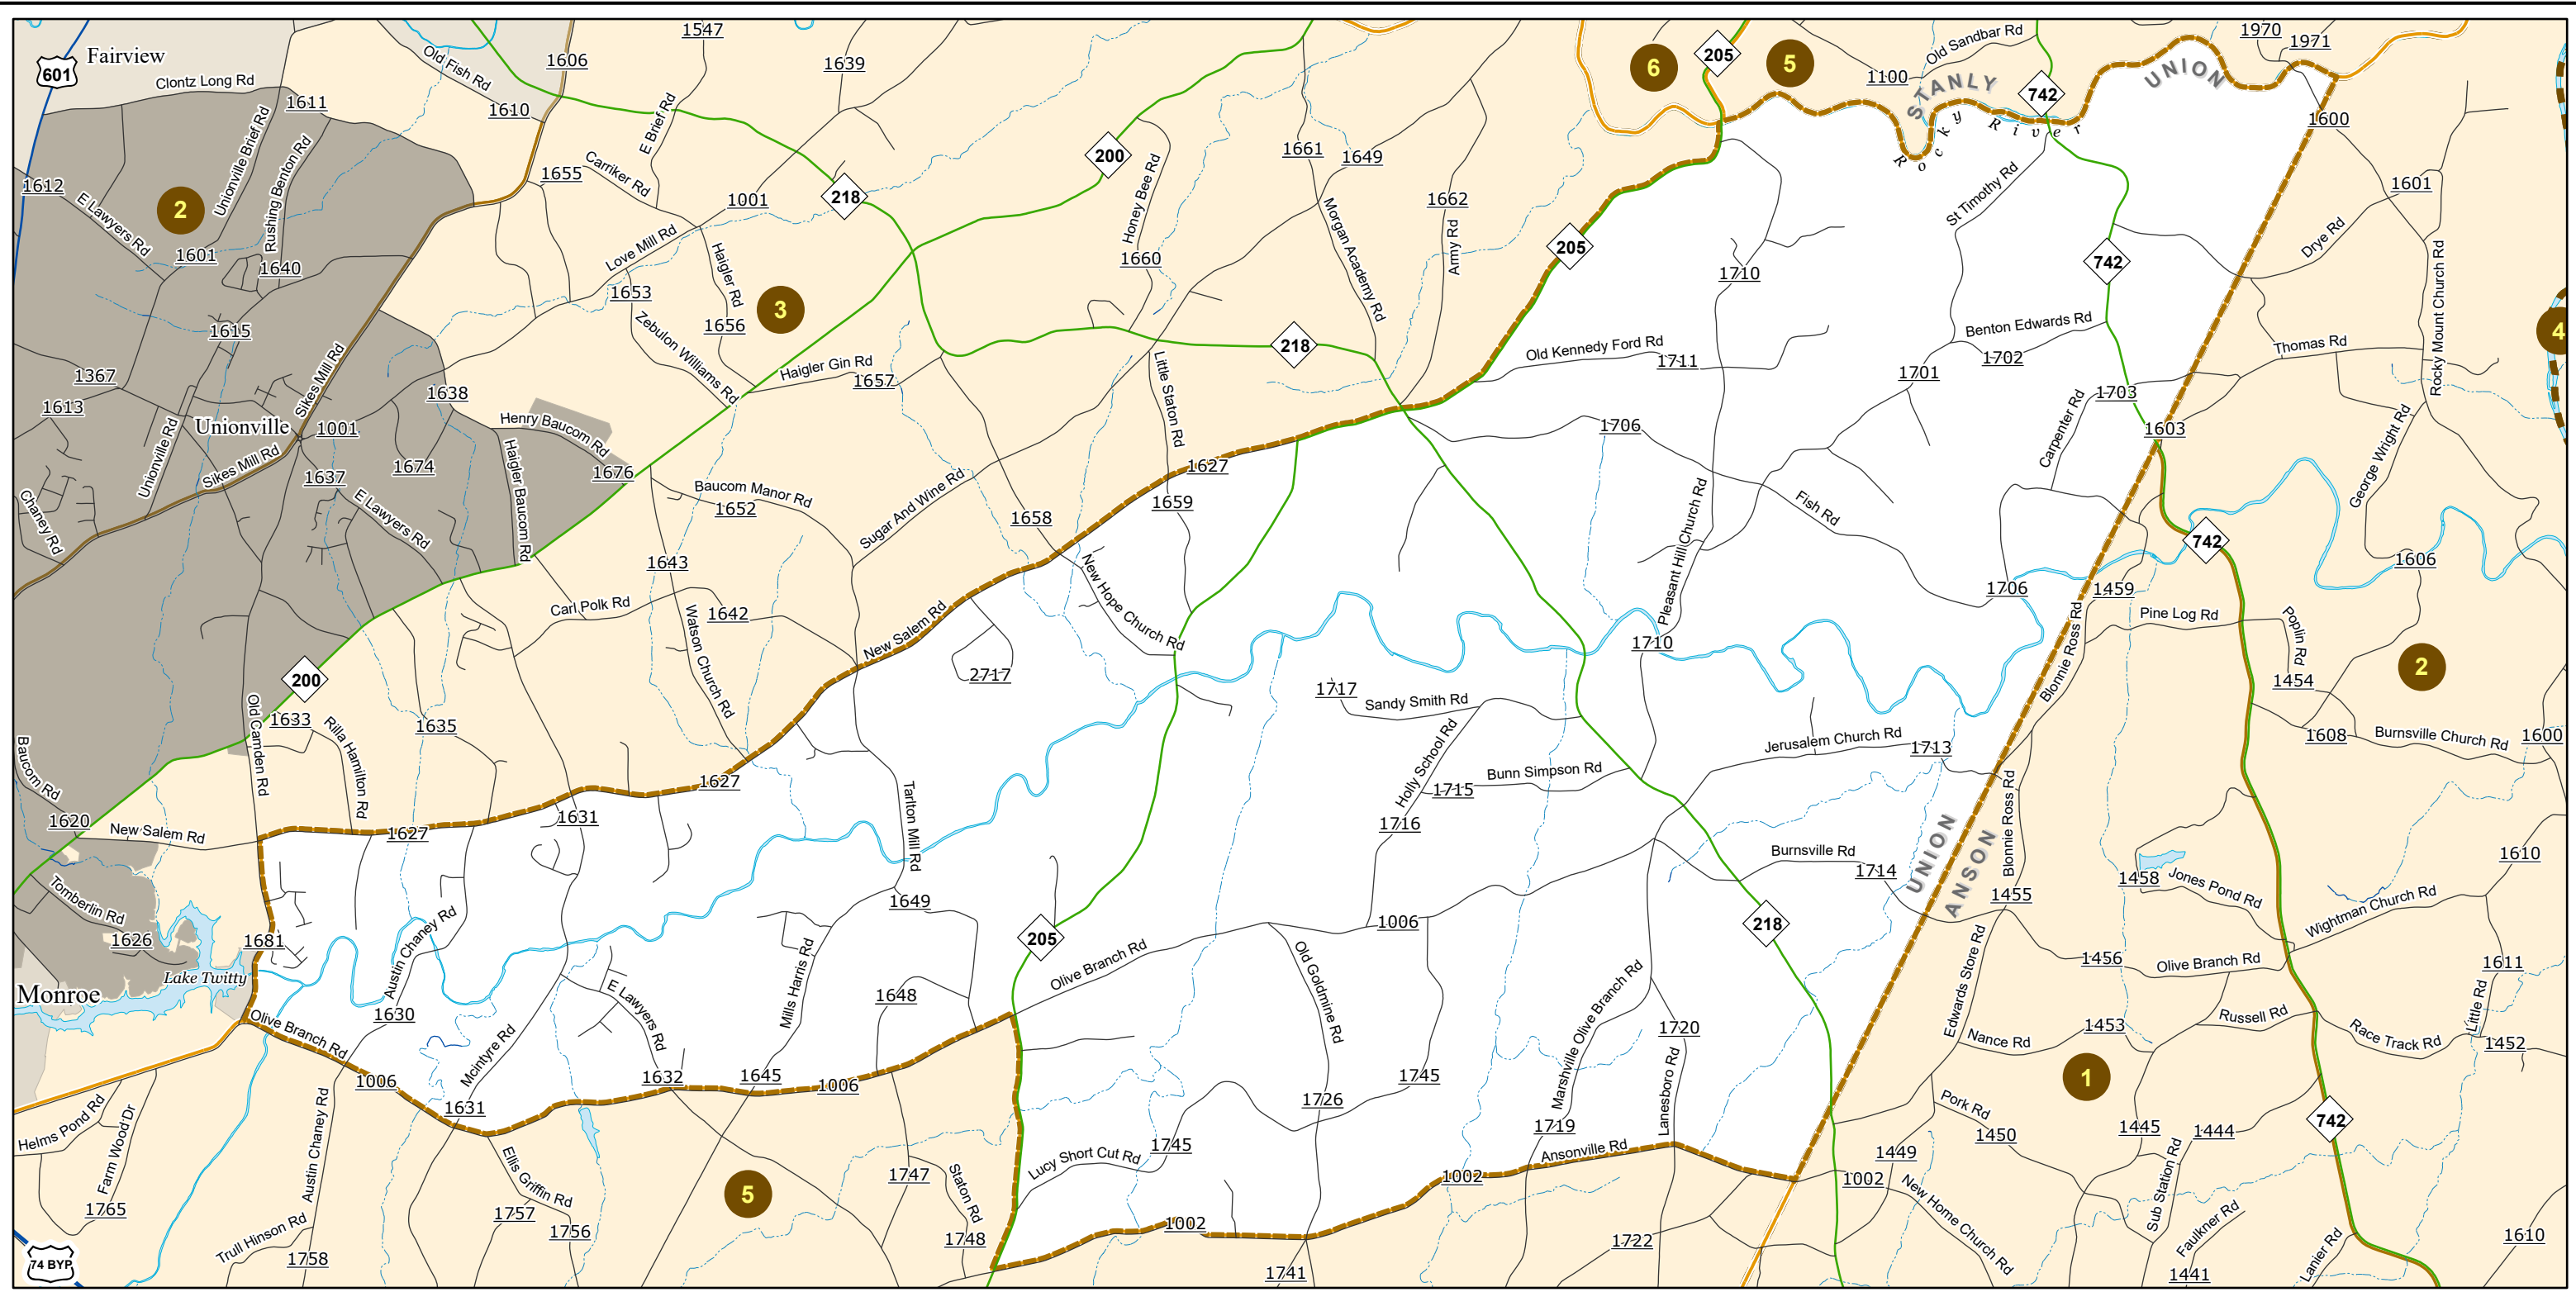 1547
1970
1971
Old Sandbar Rd
Fairview
601
Old Fish Rd
1606
1639
6
205
5
1100
STANLY
742
UNION
Clontz Long Rd
1611
1610
E Brief Rd
1600
Rocky River
Unionville Brief Rd
Rushing Benton Rd
1612
E Lawyers Rd
2
1655
Carriker Rd
1001
218
200
Honey Bee Rd
1661
1649
1662
Morgan Academy Rd
Army Rd
St Timothy Rd
1601
Drye Rd
Rocky Mount Church Rd
1601
1640
Love Mill Rd
Haigler Rd
1660
205
1710
742
1653
3
1615
1656
Zebulon Williams Rd
Haigler Gin Rd
1657
Little Staton Rd
218
Old Kennedy Ford Rd
1711
Benton Edwards Rd
1702
1701
Thomas Rd
4
1367
Sikes Mill Rd
1613
1638
Carpenter Rd
1703
George Wright Rd
Unionville
1001
Henry Baucom Rd
1706
1603
Unionville Rd
Sikes Mill Rd
1637
1674
Haigler Baucom Rd
1676
1627
Chaney Rd
E Lawyers Rd
Baucom Manor Rd
1652
Sugar And Wine Rd
1658
1659
Pleasant Hill Church Rd
Fish Rd
742
1643
1606
New Hope Church Rd
1706
1459
Carl Polk Rd
1642
Watson Church Rd
New Salem Rd
1710
Pine Log Rd
Poplin Rd
Blonnie Ross Rd
200
2717
1717
Sandy Smith Rd
1454
2
Old Camden Rd
1633
Rilla Hamilton Rd
1635
Holly School Rd
Jerusalem Church Rd
1713
1608
Burnsville Church Rd
1600
Baucom Rd
1627
Tarlton Mill Rd
Bunn Simpson Rd
1715
Blonnie Ross Rd
1620
New Salem Rd
1627
1631
1716
Burnsville Rd
1714
UNION
ANSON
1610
1458
Jones Pond Rd
Tomberlin Rd
1649
1455
Wightman Church Rd
1626
1681
Austin Chaney Rd
Mills Harris Rd
205
1006
218
Olive Branch Rd
Old Goldmine Rd
Edwards Store Rd
1456
Olive Branch Rd
1611
Lake Twitty
Monroe
1630
E Lawyers Rd
1648
Marshville Olive Branch Rd
1720
1453
Russell Rd
Little Rd
Olive Branch Rd
McIntyre Rd
Nance Rd
Race Track Rd
1452
1006
1632
1645
1006
1745
Lanesboro Rd
1
Helms Pond Rd
Farm Wood Dr
Austin Chaney Rd
1631
1726
1719
Pork Rd
1450
1445
1444
742
Ellis Griffin Rd
5
1747
Staton Rd
Lucy Short Cut Rd
1745
1002
Ansonville Rd
1449
1002
New Home Church Rd
Sub Station Rd
1765
1757
1756
Trull Hinson Rd
1758
1748
1002
1722
Faulkner Rd
Lanier Rd
1610
74 BYP
1741
1441